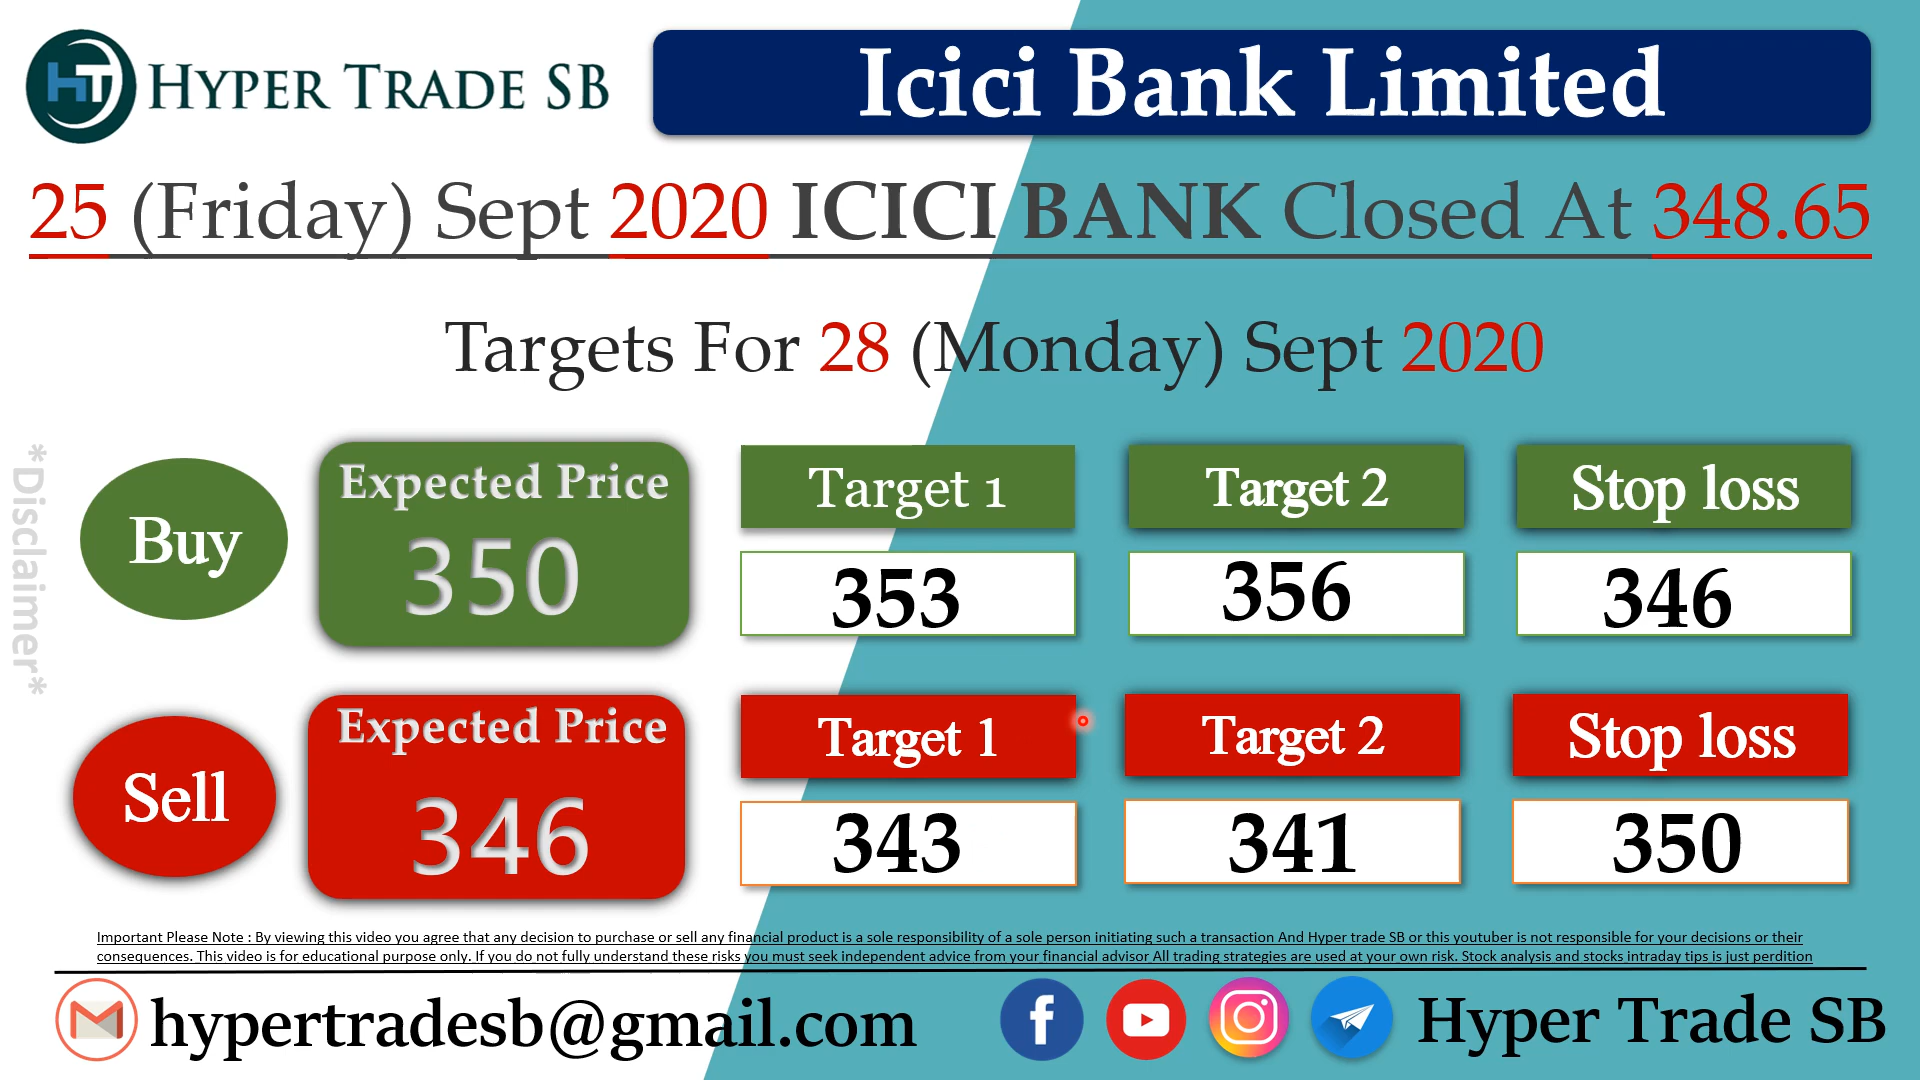 HT HYPER TRADE SB
Icici Bank Limited
25 (Friday) Sept 2020 ICICI BANK Closed At 348.65
Targets For 28 (Monday) Sept 2020
*Disclaimer*
Buy
Expected Price
350
Target 1
353
Target 2
356
Stop loss
346
Sell
Expected Price
346
Target 1
343
Target 2
341
Stop loss
350
Important Please Note : By viewing this video you agree that any decision to purchase or sell any financial product is a sole responsibility of a sole person initiating such a transaction And Hyper trade SB or this youtuber is not responsible for your decisions or their
consequences. This video is for educational purpose only. If you do not fully understand these risks you must seek independent advice from your financial advisor All trading strategies are used at your own risk. Stock analysis and stocks intraday tips is just perdition
hypertradesb@gmail.com
Hyper Trade SB